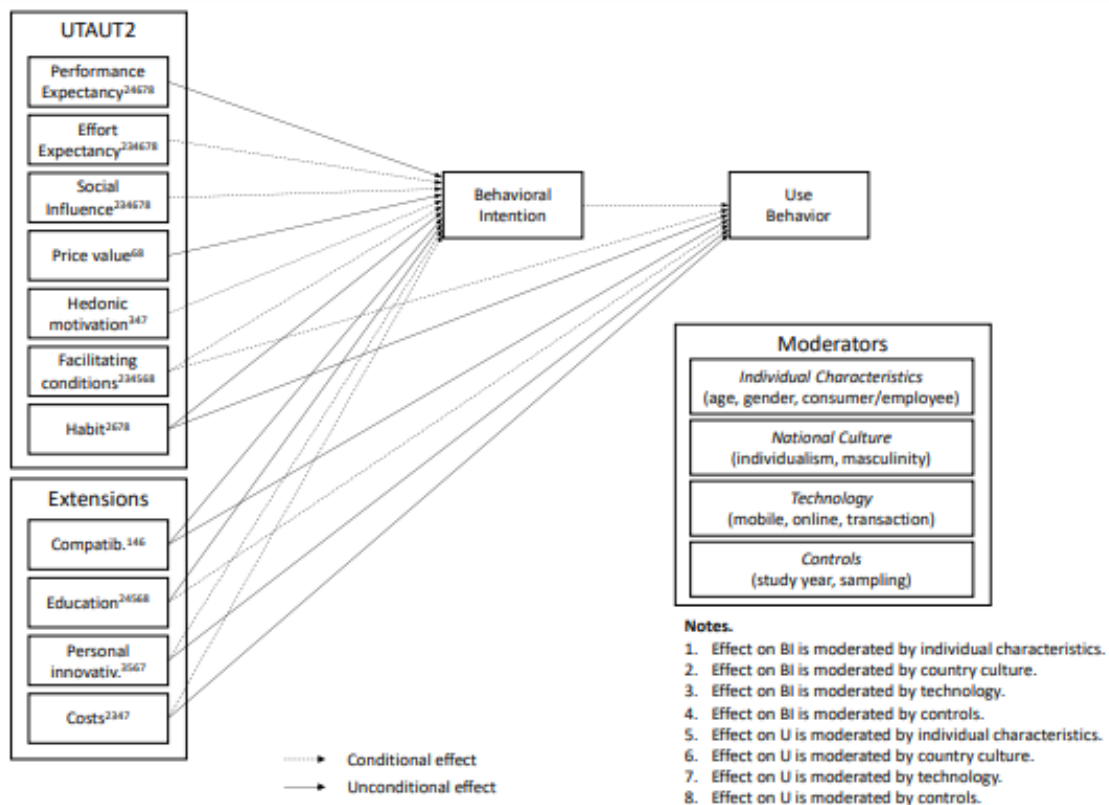 UTAUT2
Performance
Expectancy²⁴⁶⁷⁸
Effort
Expectancy²³⁴⁶⁷⁸
Social
Influence²³⁴⁶⁷⁸
Price value⁶⁸
Hedonic
motivation³⁴⁷
Facilitating
conditions²³⁴⁵⁶⁸
Habit²⁶⁷⁸
Extensions
Compatib.¹⁴⁶
Education²⁴⁵⁶⁸
Personal
innovativ.³⁵⁶⁷
Costs²³⁴⁷
Behavioral
Intention
Use
Behavior
Moderators
Individual Characteristics
(age, gender, consumer/employee)
National Culture
(individualism, masculinity)
Technology
(mobile, online, transaction)
Controls
(study year, sampling)
Notes.
1. Effect on BI is moderated by individual characteristics.
2. Effect on BI is moderated by country culture.
3. Effect on BI is moderated by technology.
4. Effect on BI is moderated by controls.
5. Effect on U is moderated by individual characteristics.
6. Effect on U is moderated by country culture.
7. Effect on U is moderated by technology.
8. Effect on U is moderated by controls.
Conditional effect
Unconditional effect